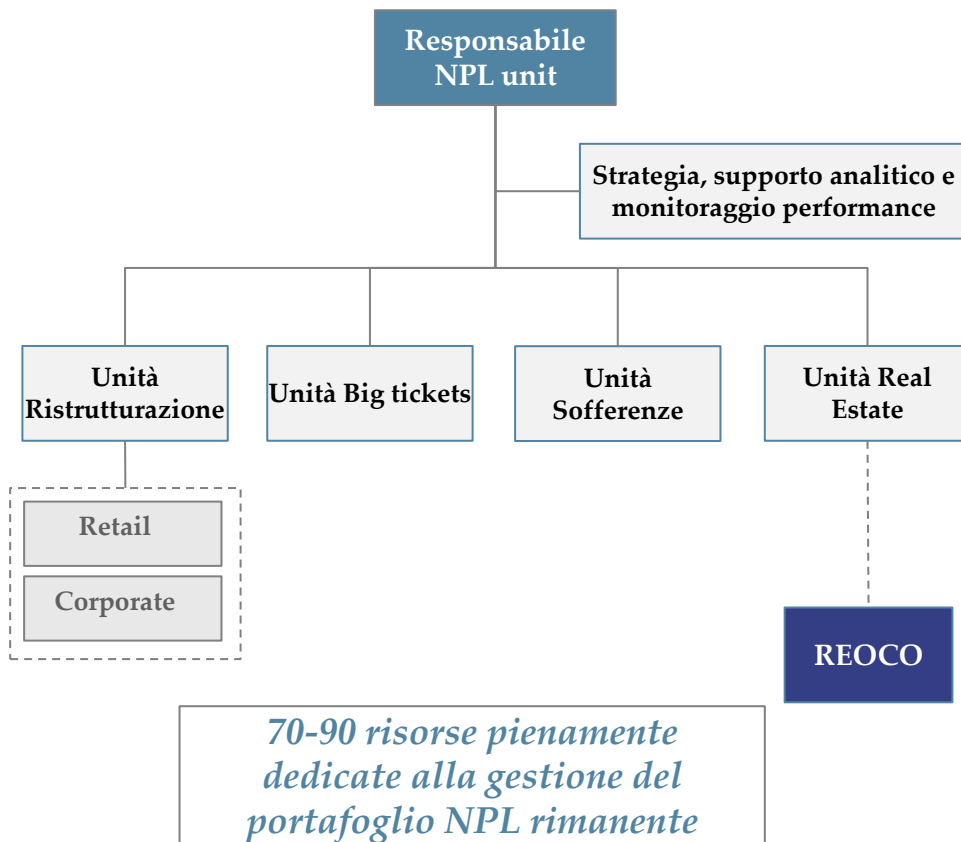 Responsabile
NPL unit
Strategia, supporto analitico e
monitoraggio performance
Unità
Ristrutturazione
Unità Big tickets
Unità
Sofferenze
Unità Real
Estate
Retail
Corporate
REOCO
70-90 risorse pienamente
dedicate alla gestione del
portafoglio NPL rimanente